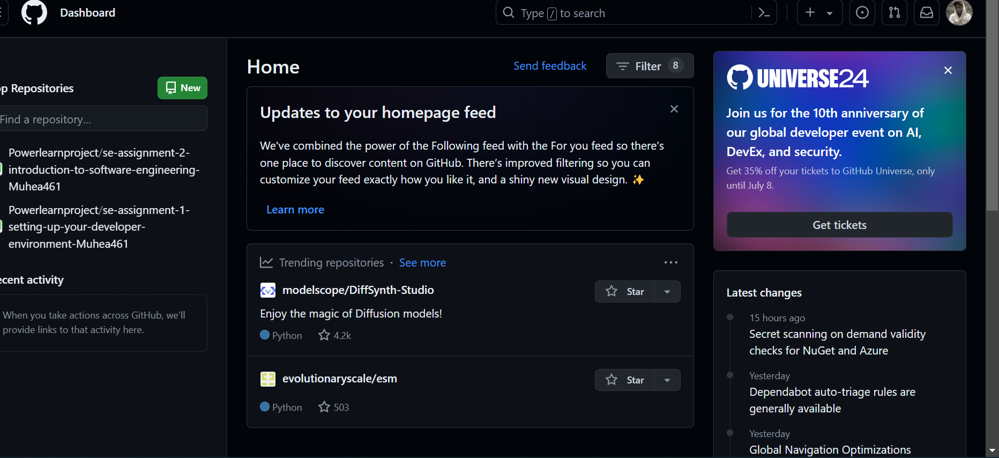 Dashboard
Type / to search
op Repositories
New
Find a repository...
Powerlearnproject/se-assignment-2-
introduction-to-software-engineering-
Muhea461
Powerlearnproject/se-assignment-1-
setting-up-your-developer-
environment-Muhea461
ecent activity
When you take actions across GitHub, we'll
provide links to that activity here.
Home
Send feedback
Filter 8
Updates to your homepage feed
We've combined the power of the Following feed with the For you feed so there's
one place to discover content on GitHub. There's improved filtering so you can
customize your feed exactly how you like it, and a shiny new visual design. ✨
Learn more
Trending repositories · See more
modelscope/DiffSynth-Studio
Star
Enjoy the magic of Diffusion models!
Python 4.2k
evolutionaryscale/esm
Star
Python 503
UNIVERSE24
Join us for the 10th anniversary of
our global developer event on AI,
DevEx, and security.
Get 35% off your tickets to GitHub Universe, only
until July 8.
Get tickets
Latest changes
15 hours ago
Secret scanning on demand validity
checks for NuGet and Azure
Yesterday
Dependabot auto-triage rules are
generally available
Yesterday
Global Navigation Optimizations